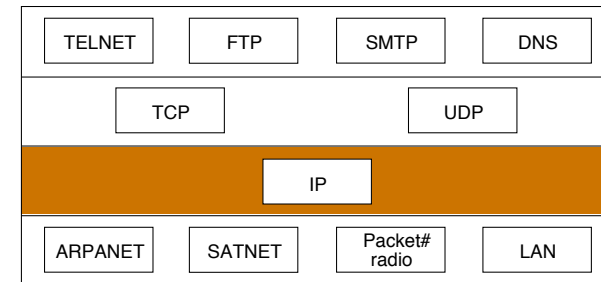 TELNET FTP SMTP DNS
TCP UDP
IP
ARPANET SATNET Packet# radio LAN